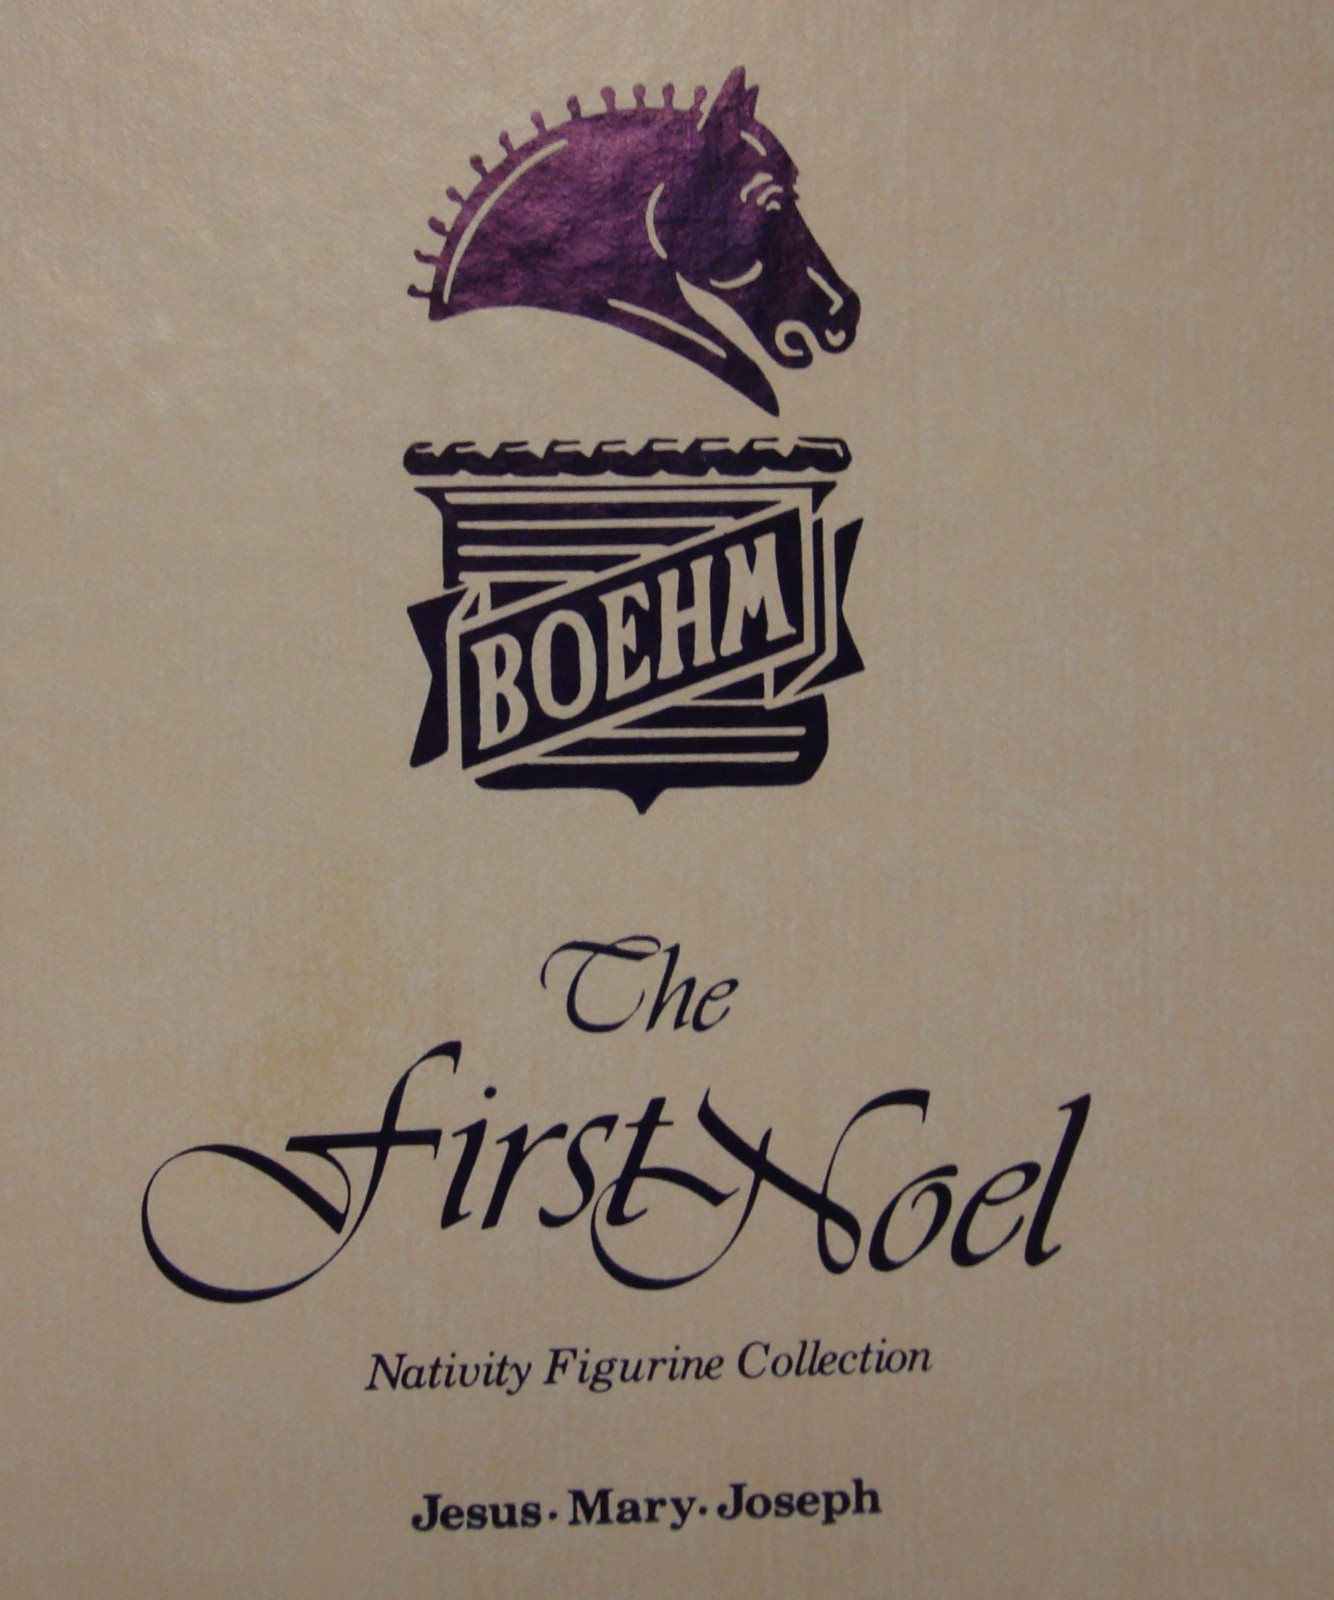 BOEHM
The
First Noel
Nativity Figurine Collection
Jesus · Mary · Joseph